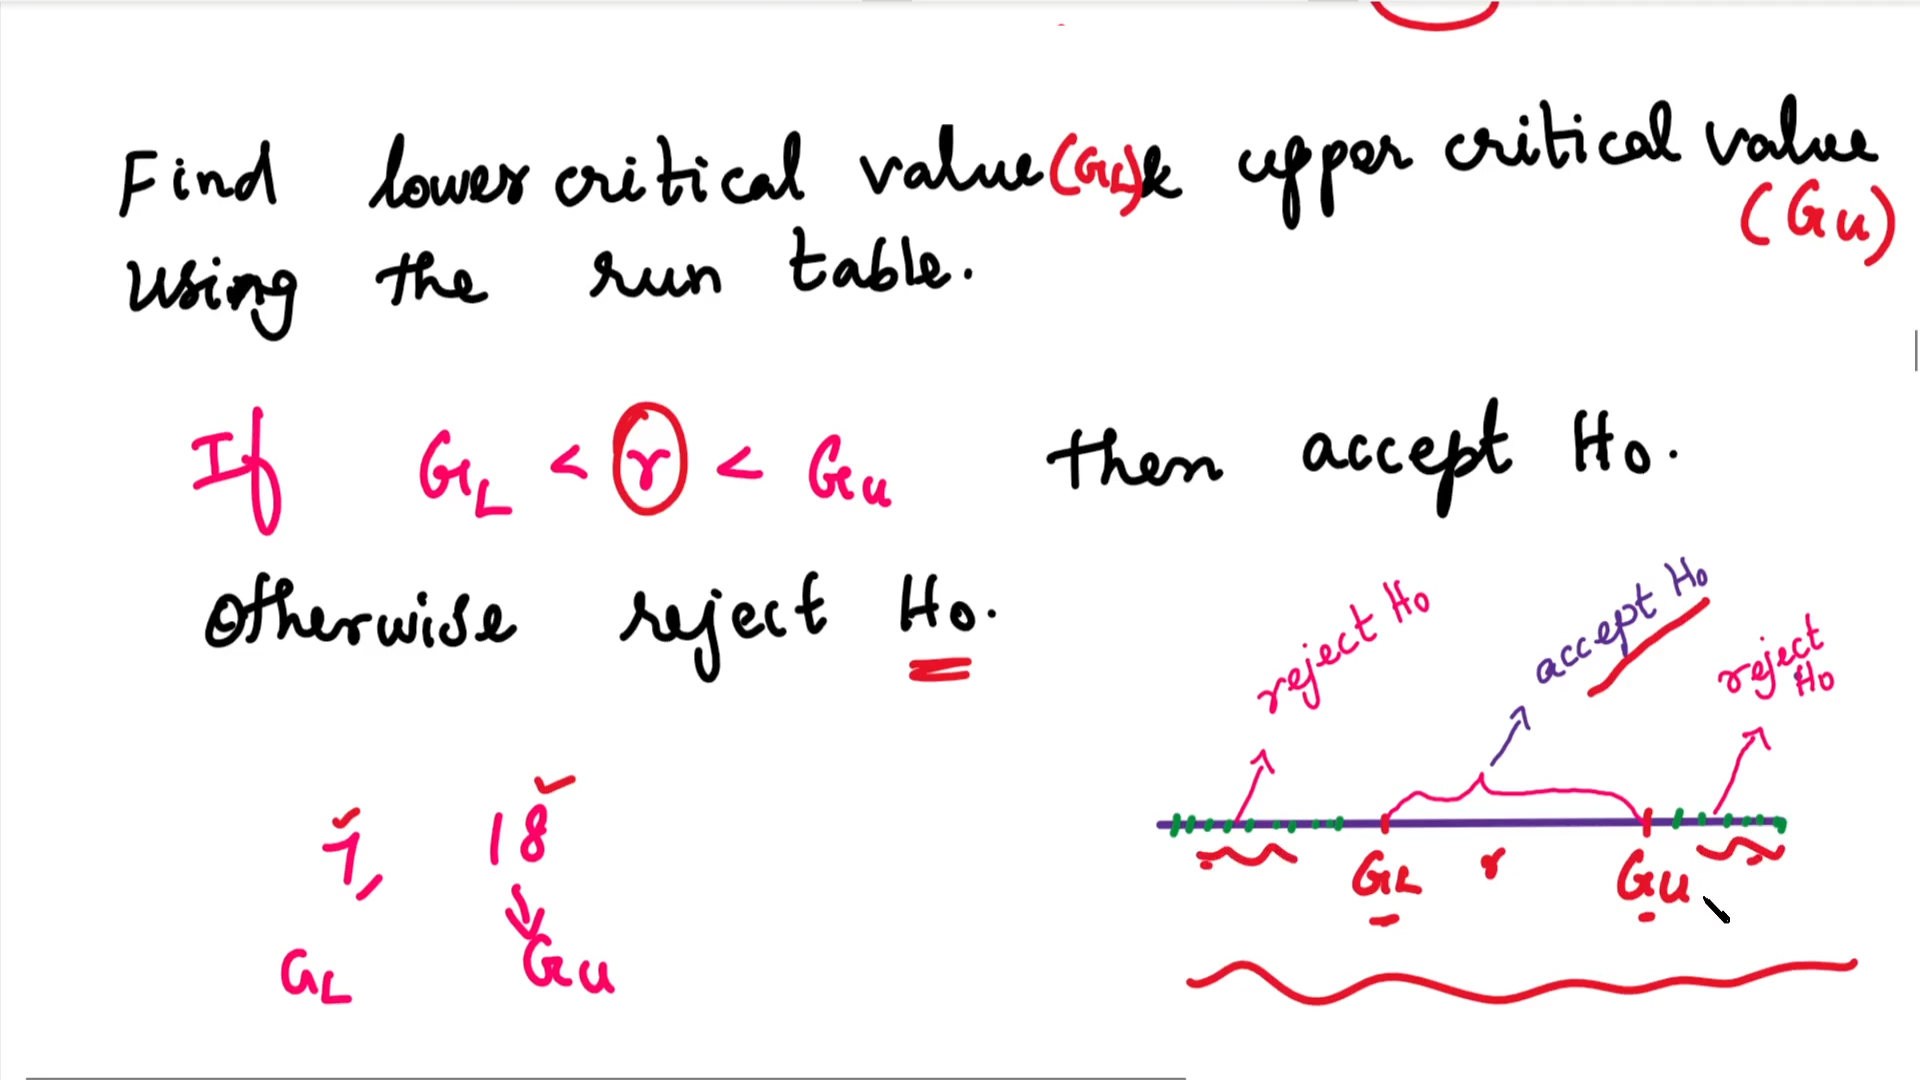 Find lower critical value (GL) & upper critical value (Gu)
using the run table.
If GL < r < Gu then accept Ho.
Otherwise reject Ho.
reject Ho
accept Ho
reject Ho
7, 18
GL r Gu
GL Gu